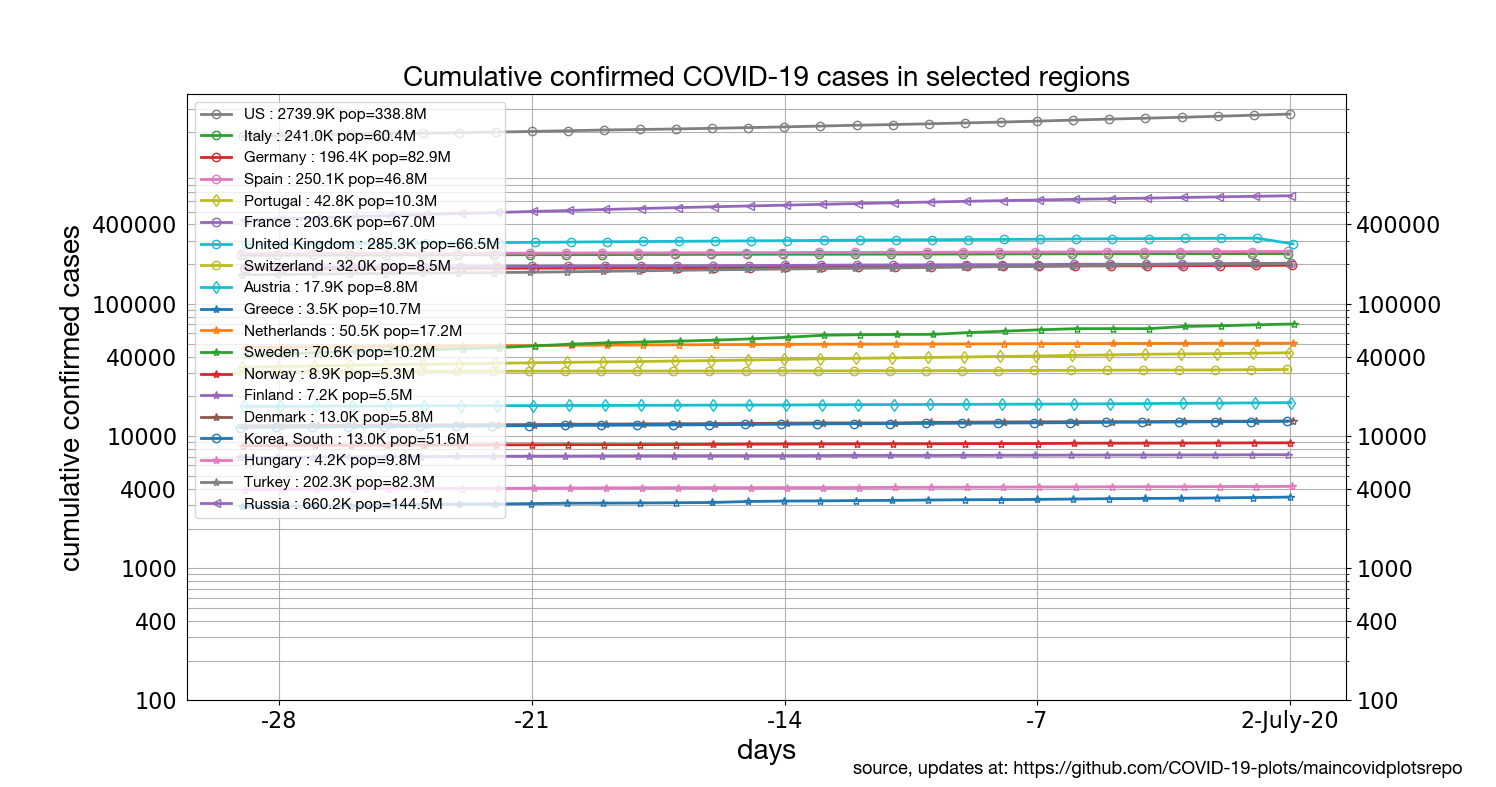 Cumulative confirmed COVID-19 cases in selected regions
US : 2739.9K pop=338.8M
Italy : 241.0K pop=60.4M
Germany : 196.4K pop=82.9M
Spain : 250.1K pop=46.8M
Portugal : 42.8K pop=10.3M
France : 203.6K pop=67.0M
United Kingdom : 285.3K pop=66.5M
Switzerland : 32.0K pop=8.5M
Austria : 17.9K pop=8.8M
Greece : 3.5K pop=10.7M
Netherlands : 50.5K pop=17.2M
Sweden : 70.6K pop=10.2M
Norway : 8.9K pop=5.3M
Finland : 7.2K pop=5.5M
Denmark : 13.0K pop=5.8M
Korea, South : 13.0K pop=51.6M
Hungary : 4.2K pop=9.8M
Turkey : 202.3K pop=82.3M
Russia : 660.2K pop=144.5M
cumulative confirmed cases
400000
100000
40000
10000
4000
1000
400
100
400000
100000
40000
10000
4000
1000
400
100
-28 -21 -14 -7 2-July-20
days
source, updates at: https://github.com/COVID-19-plots/maincovidplotsrepo